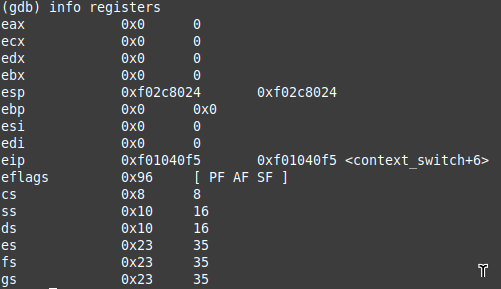 (gdb) info registers
eax 0x0 0
ecx 0x0 0
edx 0x0 0
ebx 0x0 0
esp 0xf02c8024 0xf02c8024
ebp 0x0 0x0
esi 0x0 0
edi 0x0 0
eip 0xf01040f5 0xf01040f5 <context_switch+6>
eflags 0x96 [ PF AF SF ]
cs 0x8 8
ss 0x10 16
ds 0x10 16
es 0x23 35
fs 0x23 35
gs 0x23 35